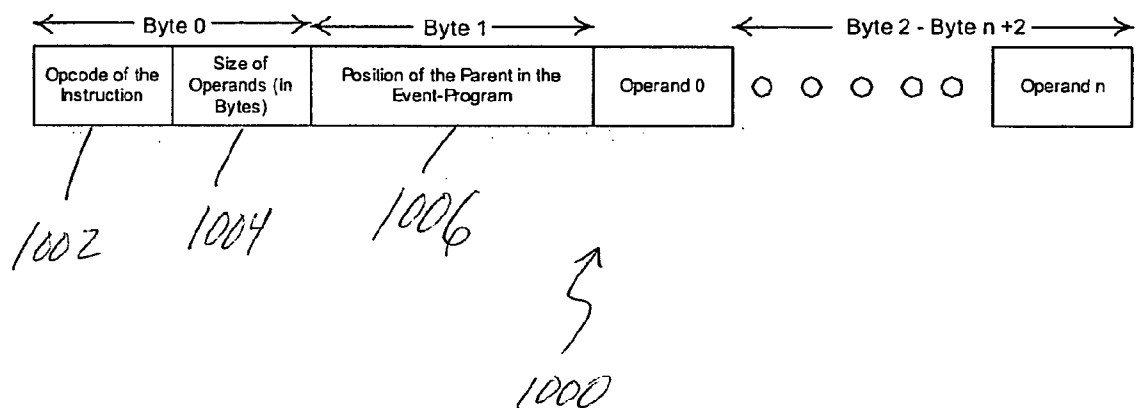 Byte 0
Byte 1
Byte 2 - Byte n +2
Opcode of the
Instruction
Size of
Operands (in
Bytes)
Position of the Parent in the
Event-Program
Operand 0
Operand n
1002
1004
1006
1000